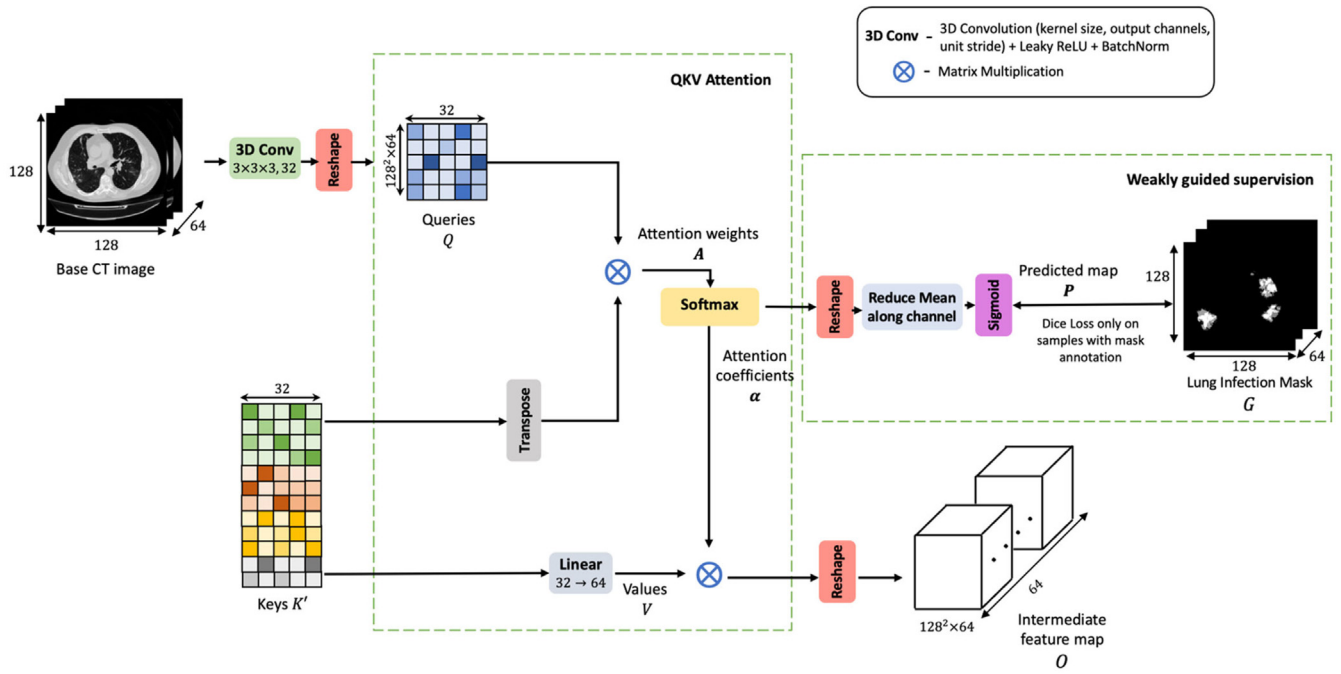 3D Conv - 3D Convolution (kernel size, output channels,
unit stride) + Leaky ReLU + BatchNorm
- Matrix Multiplication
QKV Attention
128
128
64
Base CT image
3D Conv
3×3×3, 32
Reshape
32
128²×64
Queries
Q
Attention weights
A
Softmax
Attention
coefficients
α
Weakly guided supervision
Reshape
Reduce Mean
along channel
Sigmoid
Predicted map
P
Dice Loss only on
samples with mask
annotation
128
128
64
Lung Infection Mask
G
32
Transpose
Keys K′
Linear
32 → 64
Values
V
Reshape
128²×64
64
Intermediate
feature map
O